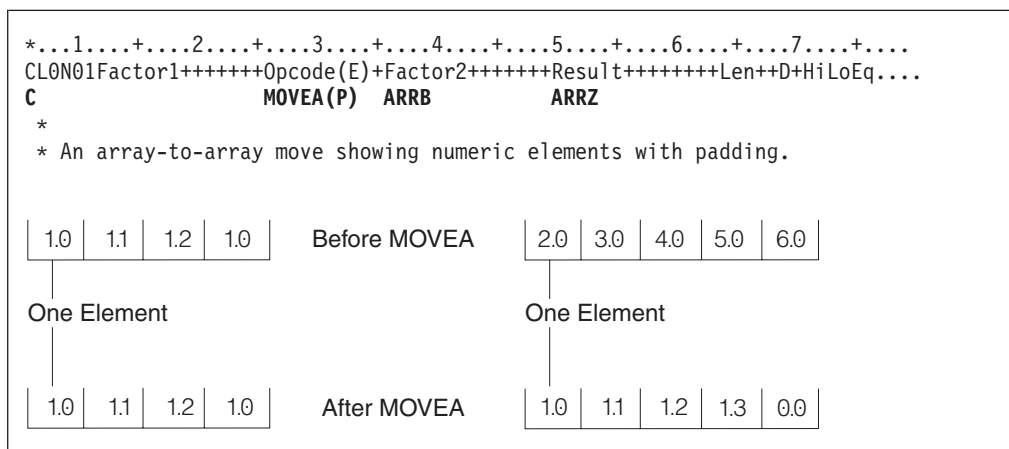 *...1....+....2....+....3....+....4....+....5....+....6....+....7....+....
CL0N01Factor1+++++++Opcode(E)+Factor2+++++++Result++++++++Len++D+HiLoEq....
C MOVEA(P) ARRB ARRZ
*
* An array-to-array move showing numeric elements with padding.
1.0 1.1 1.2 1.0 Before MOVEA 2.0 3.0 4.0 5.0 6.0
One Element One Element
1.0 1.1 1.2 1.0 After MOVEA 1.0 1.1 1.2 1.3 0.0